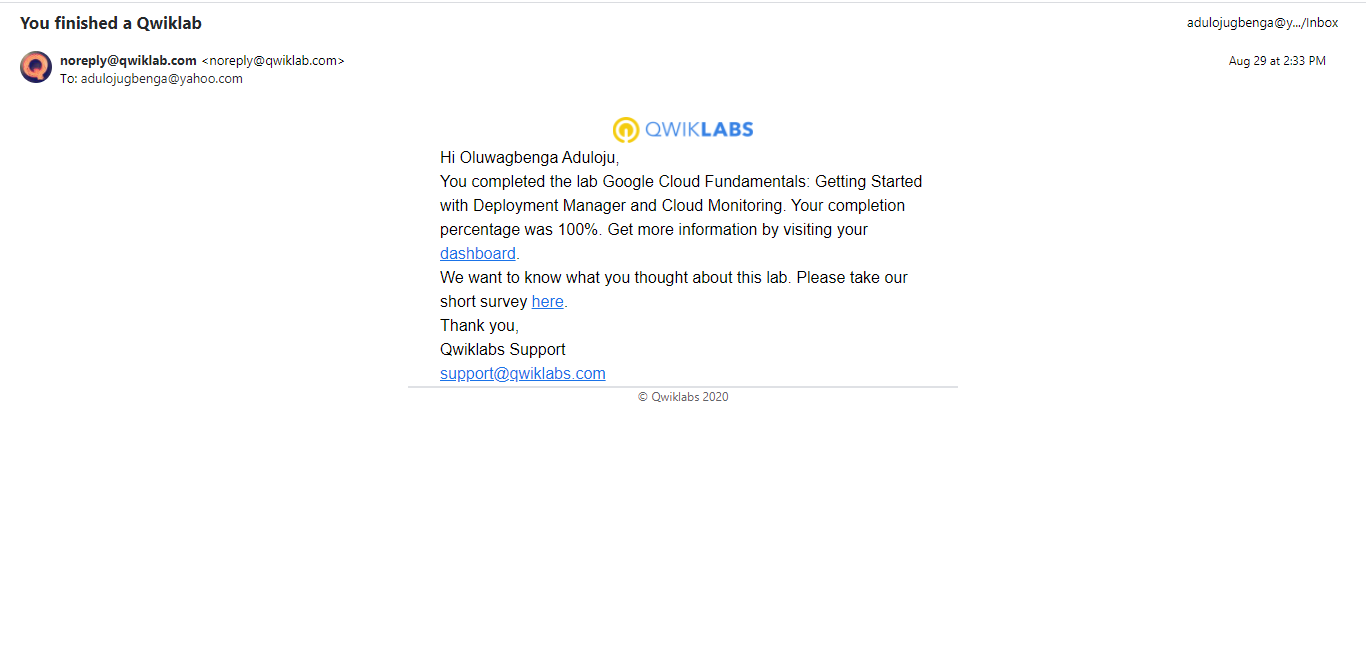 You finished a Qwiklab
adulojugbenga@y.../Inbox
noreply@qwiklab.com <noreply@qwiklab.com>
Aug 29 at 2:33 PM
To: adulojugbenga@yahoo.com
QWIKLABS
Hi Oluwagbenga Aduloju,
You completed the lab Google Cloud Fundamentals: Getting Started
with Deployment Manager and Cloud Monitoring. Your completion
percentage was 100%. Get more information by visiting your
dashboard.
We want to know what you thought about this lab. Please take our
short survey here.
Thank you,
Qwiklabs Support
support@qwiklabs.com
© Qwiklabs 2020